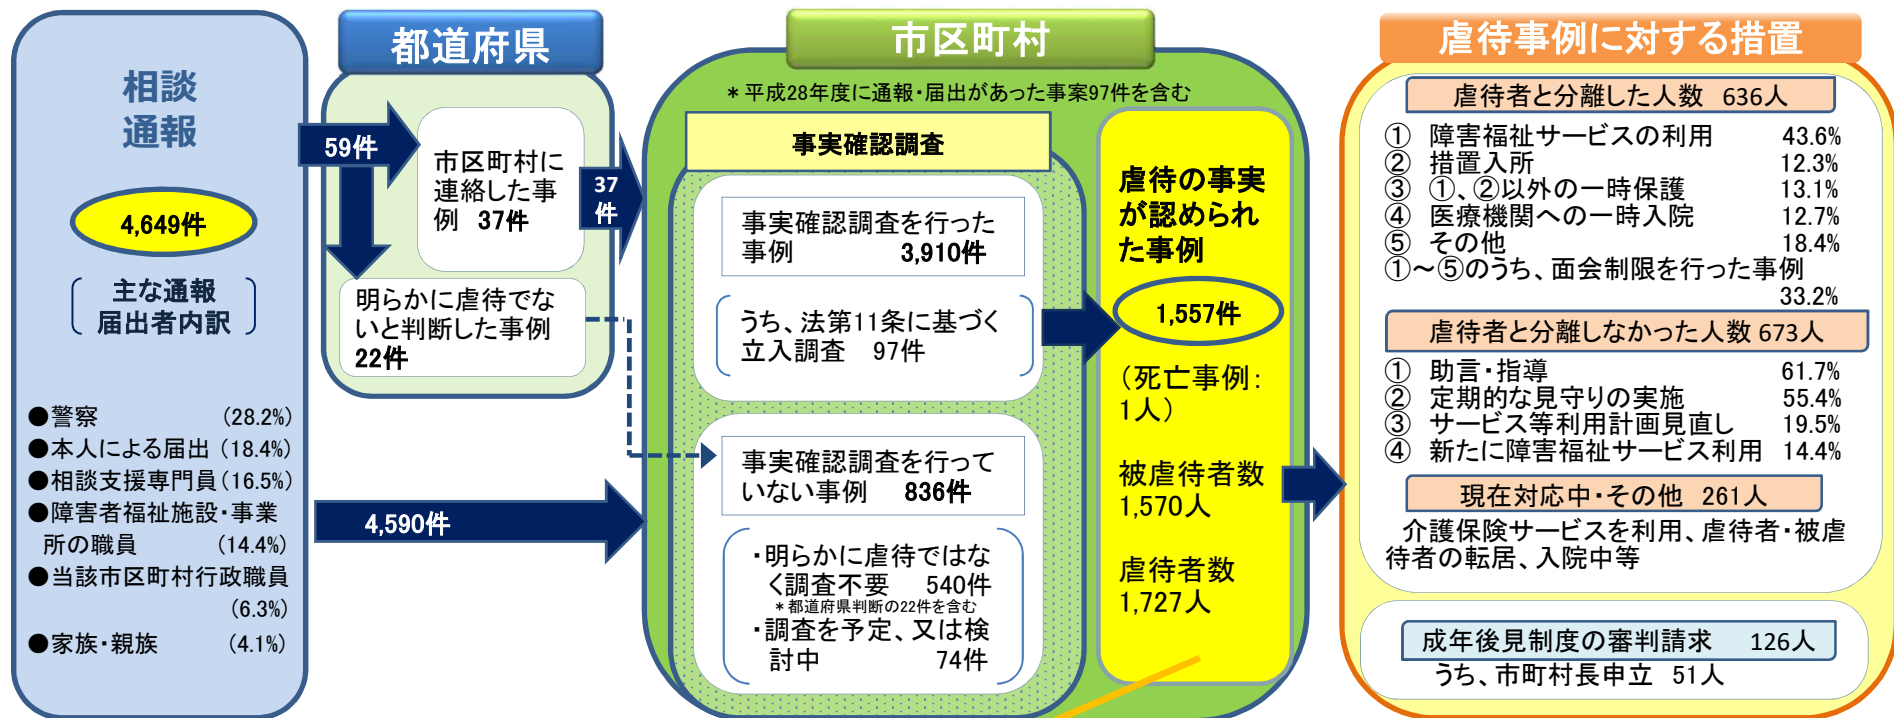 相談
通報
4,649件
主な通報
届出者内訳
●警察 (28.2%)
●本人による届出 (18.4%)
●相談支援専門員(16.5%)
●障害者福祉施設・事業
所の職員 (14.4%)
●当該市区町村行政職員
(6.3%)
●家族・親族 (4.1%)
都道府県
59件
市区町村に
連絡した事
例 37件
37
件
明らかに虐待でな
いと判断した事例
22件
4,590件
市区町村
*平成28年度に通報・届出があった事案97件を含む
事実確認調査
事実確認調査を行った
事例 3,910件
うち、法第11条に基づく
立入調査 97件
事実確認調査を行って
いない事例 836件
・明らかに虐待ではな
く調査不要 540件
*都道府県判断の22件を含む
・調査を予定、又は検
討中 74件
虐待の事実
が認められ
た事例
1,557件
(死亡事例:
1人)
被虐待者数
1,570人
虐待者数
1,727人
虐待事例に対する措置
虐待者と分離した人数 636人
① 障害福祉サービスの利用 43.6%
② 措置入所 12.3%
③ ①、②以外の一時保護 13.1%
④ 医療機関への一時入院 12.7%
⑤ その他 18.4%
①~⑤のうち、面会制限を行った事例
33.2%
虐待者と分離しなかった人数 673人
① 助言・指導 61.7%
② 定期的な見守りの実施 55.4%
③ サービス等利用計画見直し 19.5%
④ 新たに障害福祉サービス利用 14.4%
現在対応中・その他 261人
介護保険サービスを利用、虐待者・被虐
待者の転居、入院中等
成年後見制度の審判請求 126人
うち、市町村長申立 51人